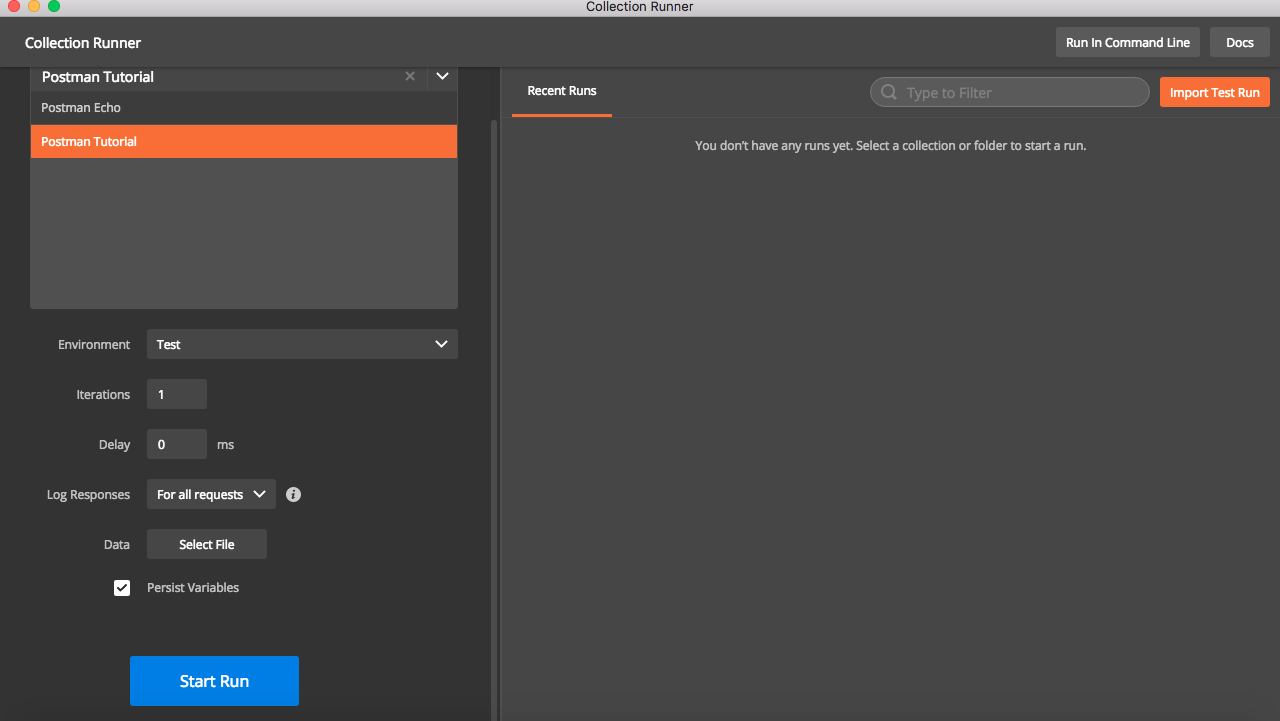 Collection Runner
Collection Runner
Run In Command Line
Docs
Postman Tutorial
Postman Echo
Postman Tutorial
Environment
Test
Iterations
1
Delay
0
ms
Log Responses
For all requests
Data
Select File
Persist Variables
Start Run
Recent Runs
Type to Filter
Import Test Run
You don't have any runs yet. Select a collection or folder to start a run.